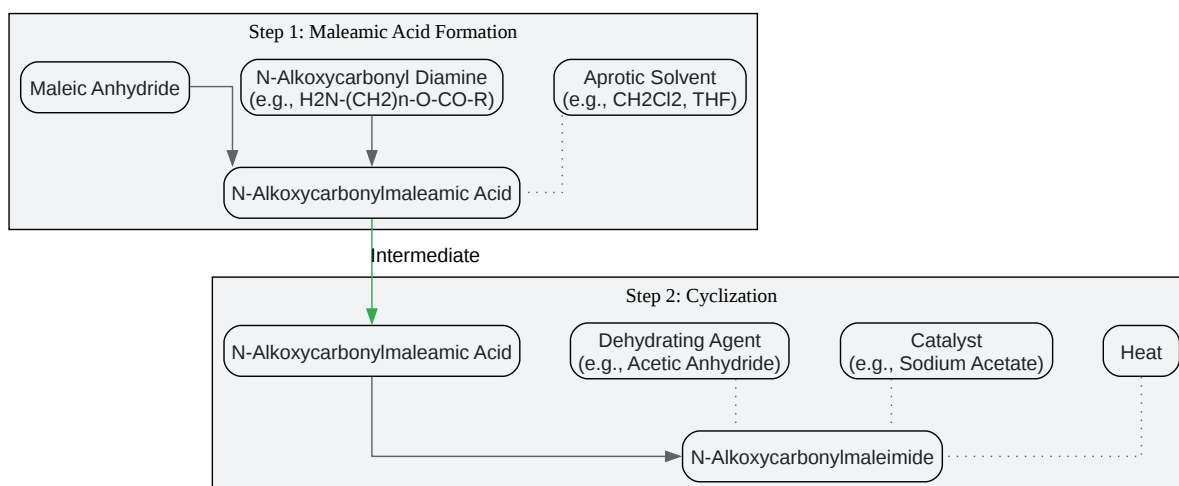 Step 1: Maleamic Acid Formation
Maleic Anhydride
N-Alkoxycarbonyl Diamine
(e.g., H2N-(CH2)n-O-CO-R)
Aprotic Solvent
(e.g., CH2Cl2, THF)
N-Alkoxycarbonylmaleamic Acid
Intermediate
Step 2: Cyclization
N-Alkoxycarbonylmaleamic Acid
Dehydrating Agent
(e.g., Acetic Anhydride)
Catalyst
(e.g., Sodium Acetate)
Heat
N-Alkoxycarbonylmaleimide